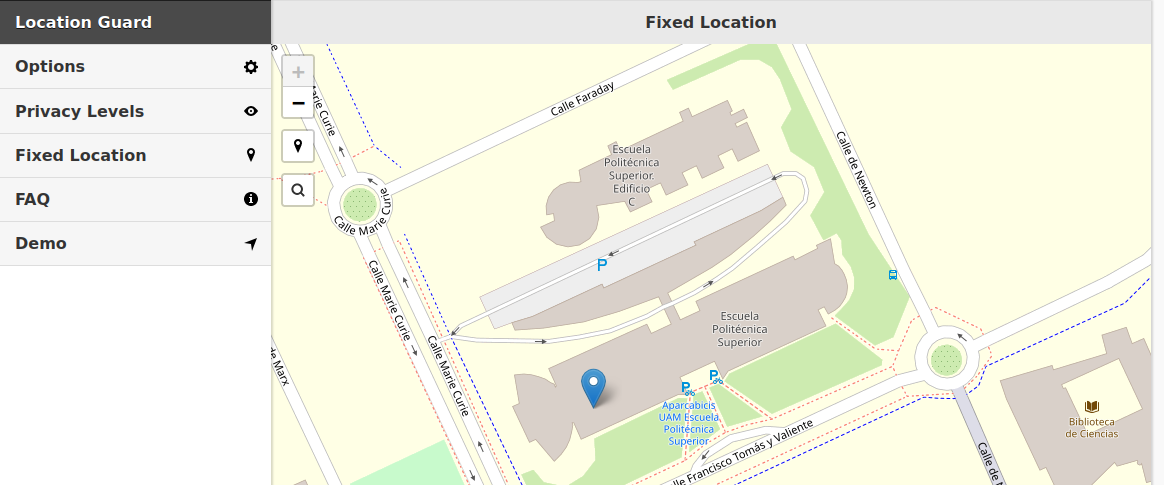 Location Guard
Fixed Location
Options
Privacy Levels
Fixed Location
FAQ
Demo
+
−
Marie Curie
Calle Faraday
Calle de Newton
Escuela
Politécnica
Superior.
Edificio
C
Calle Marie Curie
P
Calle Marie Curie
Calle Marie Curie
Escuela
Politécnica
Superior
de Marx
P
P
Aparcabicis
UAM Escuela
Politécnica
Superior
Calle Francisco Tomás y Valiente
Biblioteca
de Ciencias
Calle de